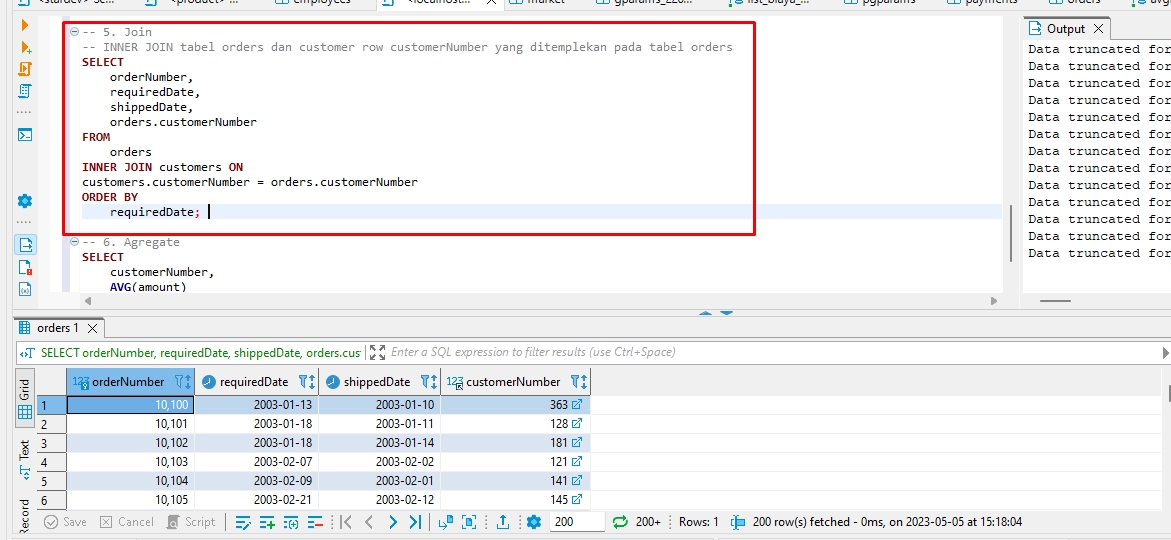 <product> ...
employees
<localhost...
market
gparams_220...
list_biaya_...
pgparams
payments
orders
-- 5. Join
-- INNER JOIN tabel orders dan customer row customerNumber yang ditemplekan pada tabel orders
SELECT
orderNumber,
requiredDate,
shippedDate,
orders.customerNumber
FROM
orders
INNER JOIN customers ON
customers.customerNumber = orders.customerNumber
ORDER BY
requiredDate;
-- 6. Agregate
SELECT
customerNumber,
AVG(amount)
Output
Data truncated for
Data truncated for
Data truncated for
Data truncated for
Data truncated for
Data truncated for
Data truncated for
Data truncated for
Data truncated for
Data truncated for
Data truncated for
Data truncated for
Data truncated for
orders 1
SELECT orderNumber, requiredDate, shippedDate, orders.cus
Enter a SQL expression to filter results (use Ctrl+Space)
Grid
Text
Record
orderNumber requiredDate shippedDate customerNumber
1 10,100 2003-01-13 2003-01-10 363
2 10,101 2003-01-18 2003-01-11 128
3 10,102 2003-01-18 2003-01-14 181
4 10,103 2003-02-07 2003-02-02 121
5 10,104 2003-02-09 2003-02-01 141
6 10,105 2003-02-21 2003-02-12 145
Save Cancel Script 200 200+ Rows: 1 200 row(s) fetched - 0ms, on 2023-05-05 at 15:18:04